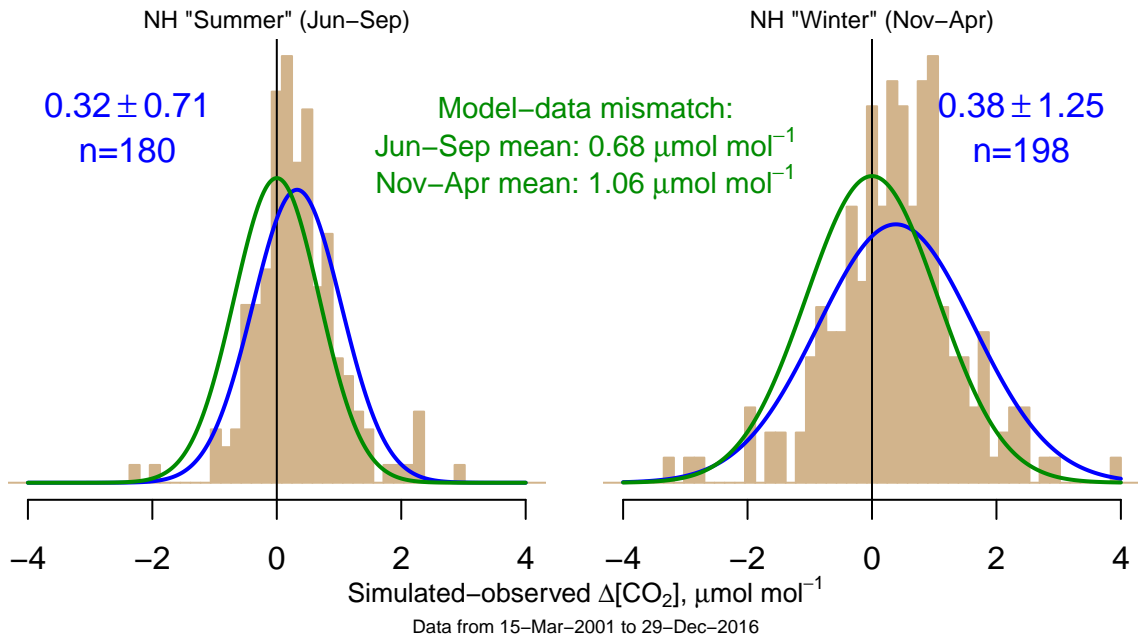 NH "Summer" (Jun−Sep)
NH "Winter" (Nov−Apr)
0.32 ± 0.71
n=180
Model−data mismatch:
Jun−Sep mean: 0.68 μmol mol⁻¹
Nov−Apr mean: 1.06 μmol mol⁻¹
0.38 ± 1.25
n=198
−4 −2 0 2 4
−4 −2 0 2 4
Simulated−observed Δ[CO₂], μmol mol⁻¹
Data from 15−Mar−2001 to 29−Dec−2016